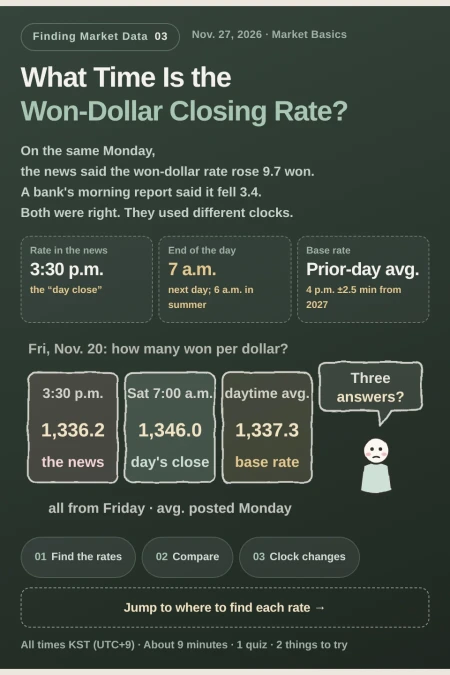 Finding Market Data 03
Nov. 27, 2026 · Market Basics
What Time Is the
Won-Dollar Closing Rate?
On the same Monday,
the news said the won-dollar rate rose 9.7 won.
A bank's morning report said it fell 3.4.
Both were right. They used different clocks.
Rate in the news
3:30 p.m.
the “day close”
End of the day
7 a.m.
next day; 6 a.m. in
summer
Base rate
Prior-day avg.
4 p.m. ±2.5 min from
2027
Fri, Nov. 20: how many won per dollar?
3:30 p.m.
1,336.2
the news
Sat 7:00 a.m.
1,346.0
day's close
daytime avg.
1,337.3
base rate
Three
answers?
all from Friday · avg. posted Monday
01 Find the rates
02 Compare
03 Clock changes
Jump to where to find each rate →
All times KST (UTC+9) · About 9 minutes · 1 quiz · 2 things to try